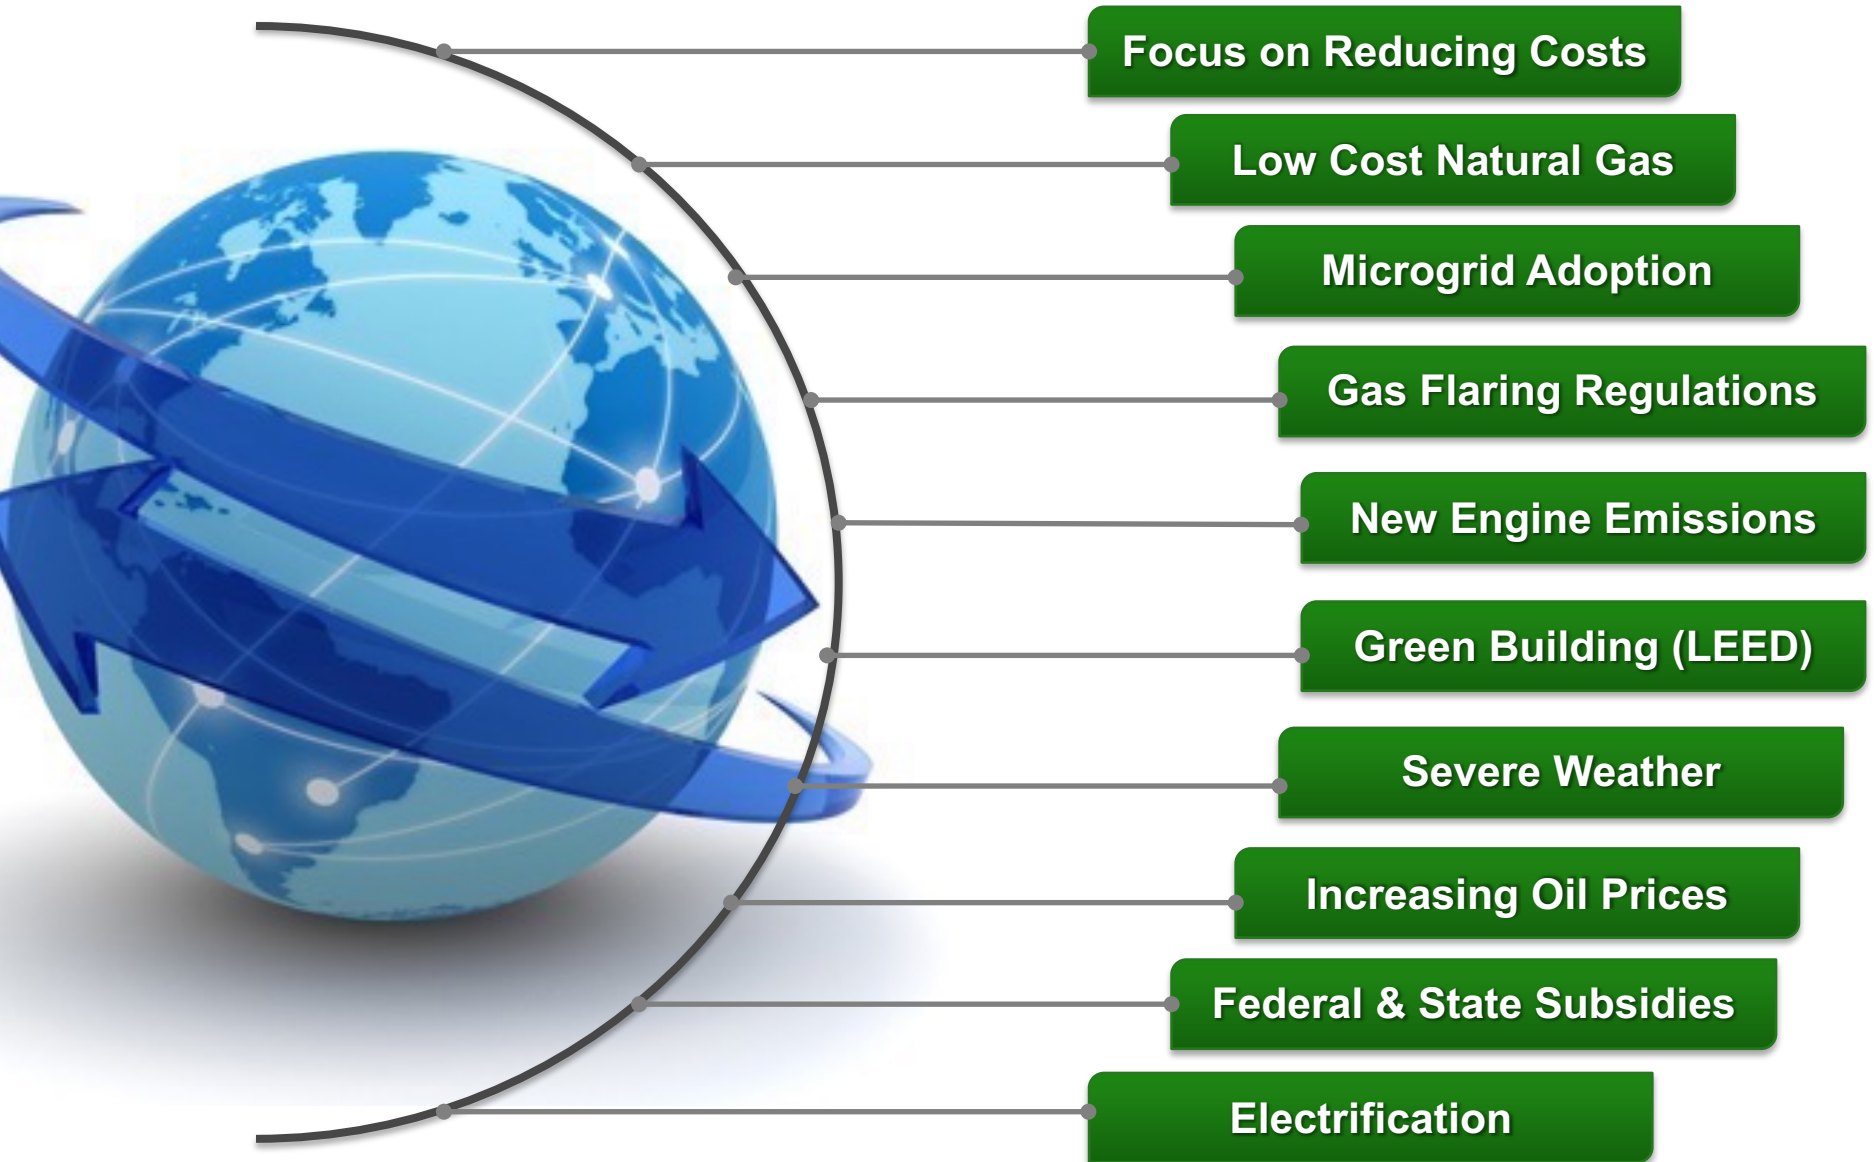 Focus on Reducing Costs
Low Cost Natural Gas
Microgrid Adoption
Gas Flaring Regulations
New Engine Emissions
Green Building (LEED)
Severe Weather
Increasing Oil Prices
Federal & State Subsidies
Electrification